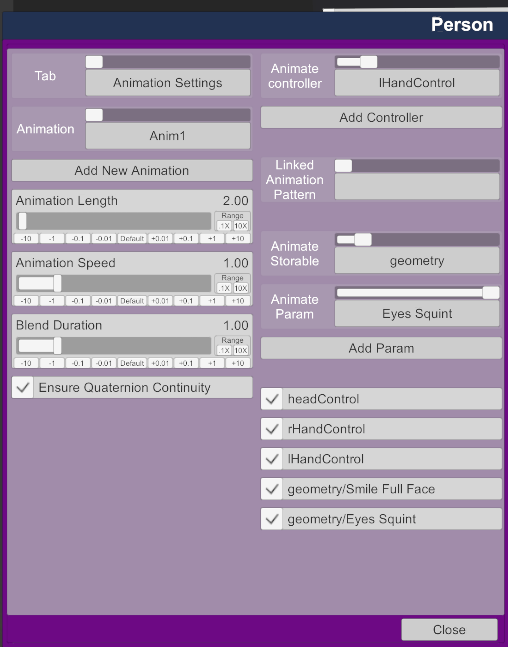 Person
Tab
Animation Settings
Animation
Anim1
Add New Animation
Animation Length 2.00
Range
.1X 10X
-10 -1 -0.1 -0.01 Default +0.01 +0.1 +1 +10
Animation Speed 1.00
Range
.1X 10X
-10 -1 -0.1 -0.01 Default +0.01 +0.1 +1 +10
Blend Duration 1.00
Range
.1X 10X
-10 -1 -0.1 -0.01 Default +0.01 +0.1 +1 +10
Ensure Quaternion Continuity
Animate
controller
lHandControl
Add Controller
Linked
Animation
Pattern
Animate
Storable
geometry
Animate
Param
Eyes Squint
Add Param
headControl
rHandControl
lHandControl
geometry/Smile Full Face
geometry/Eyes Squint
Close